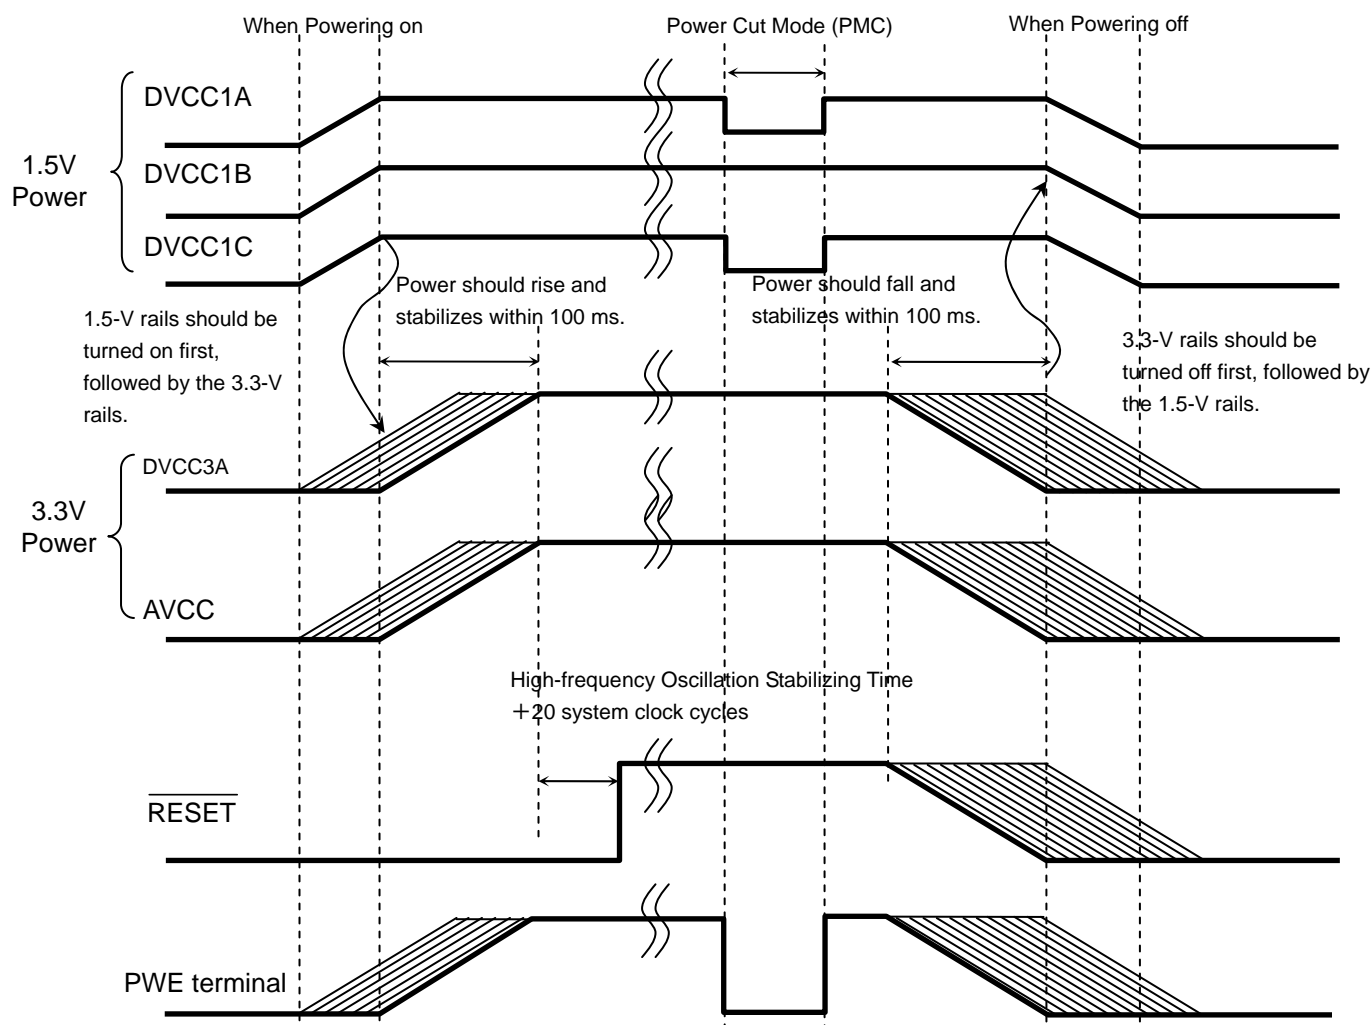 When Powering on
Power Cut Mode (PMC)
When Powering off
DVCC1A
1.5V
Power
DVCC1B
DVCC1C
Power should rise and
stabilizes within 100 ms.
Power should fall and
stabilizes within 100 ms.
1.5-V rails should be
turned on first,
followed by the 3.3-V
rails.
3.3-V rails should be
turned off first, followed by
the 1.5-V rails.
DVCC3A
3.3V
Power
AVCC
High-frequency Oscillation Stabilizing Time
+20 system clock cycles
RESET
PWE terminal